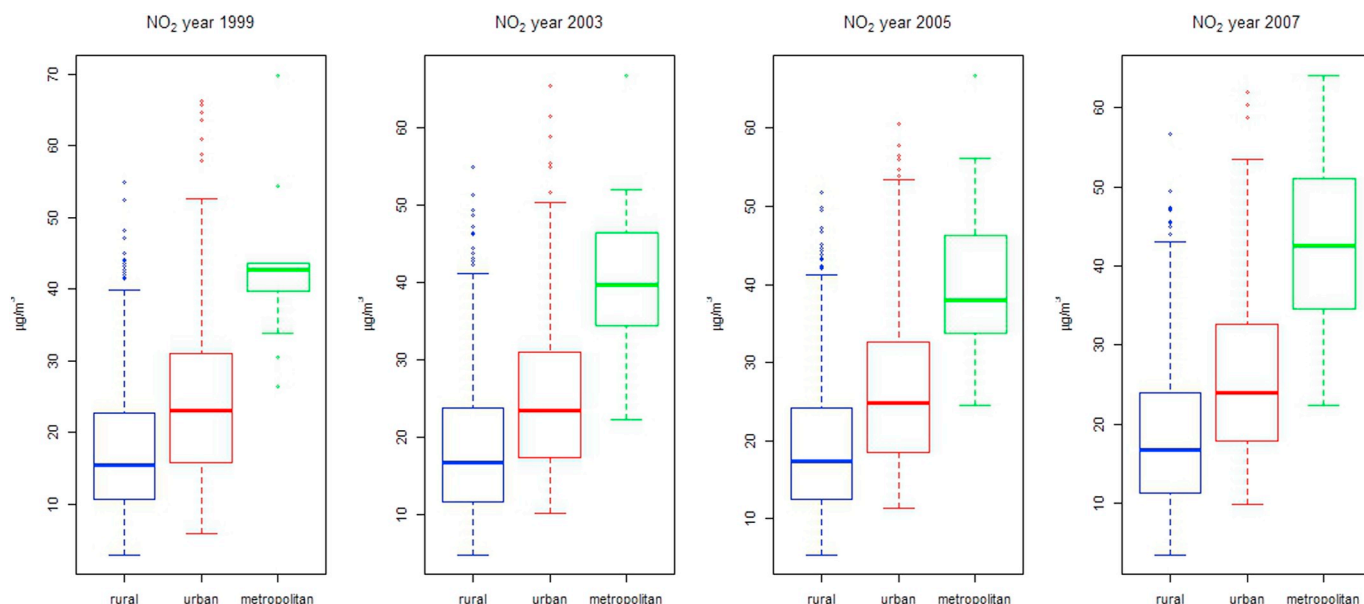 NO₂ year 1999
µg/m³
70
60
50
40
30
20
10
rural urban metropolitan
NO₂ year 2003
µg/m³
60
50
40
30
20
10
rural urban metropolitan
NO₂ year 2005
µg/m³
60
50
40
30
20
10
rural urban metropolitan
NO₂ year 2007
µg/m³
60
50
40
30
20
10
rural urban metropolitan